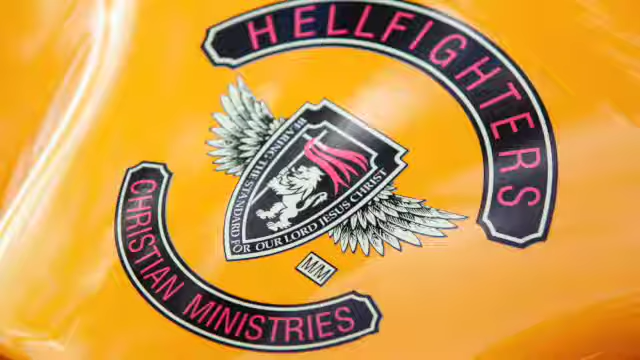 HELLFIGHTERS
BEARING THE STANDARD FOR OUR LORD JESUS CHRIST
M/M
CHRISTIAN MINISTRIES